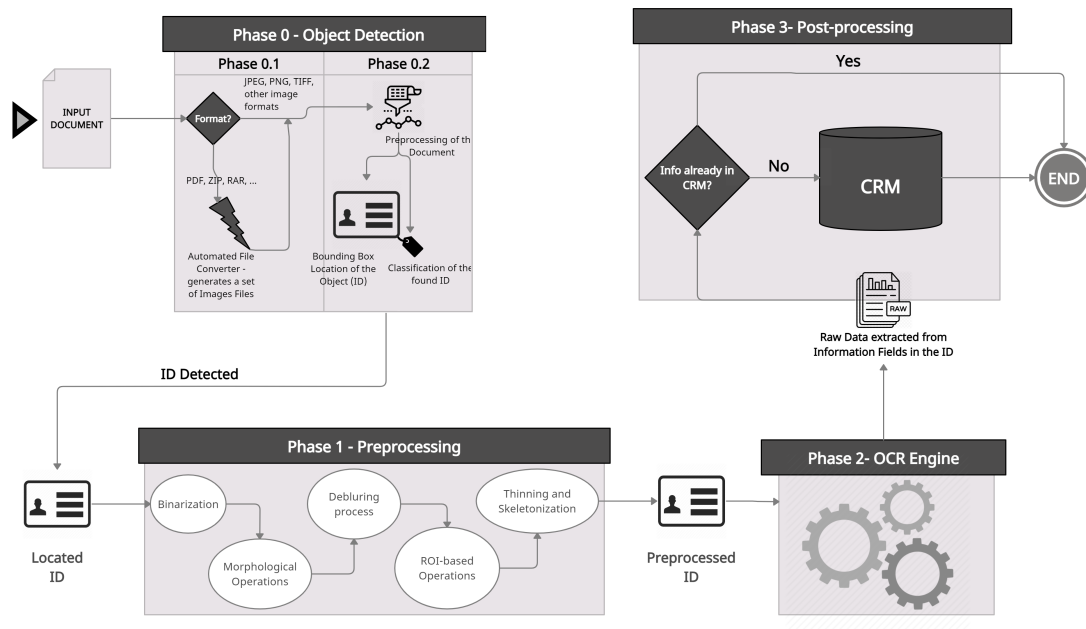 Phase 0 - Object Detection
Phase 0.1
Phase 0.2
INPUT
DOCUMENT
Format?
JPEG, PNG, TIFF,
other image
formats
PDF, ZIP, RAR, ...
Automated File
Converter -
generates a set
of Images Files
Preprocessing of th
Document
Bounding Box
Location of the
Object (ID)
Classification of the
found ID
ID Detected
Phase 3- Post-processing
Yes
Info already in
CRM?
No
CRM
END
RAW
Raw Data extracted from
Information Fields in the ID
Phase 1 - Preprocessing
Located
ID
Binarization
Morphological
Operations
Debluring
process
ROI-based
Operations
Thinning and
Skeletonization
Preprocessed
ID
Phase 2- OCR Engine